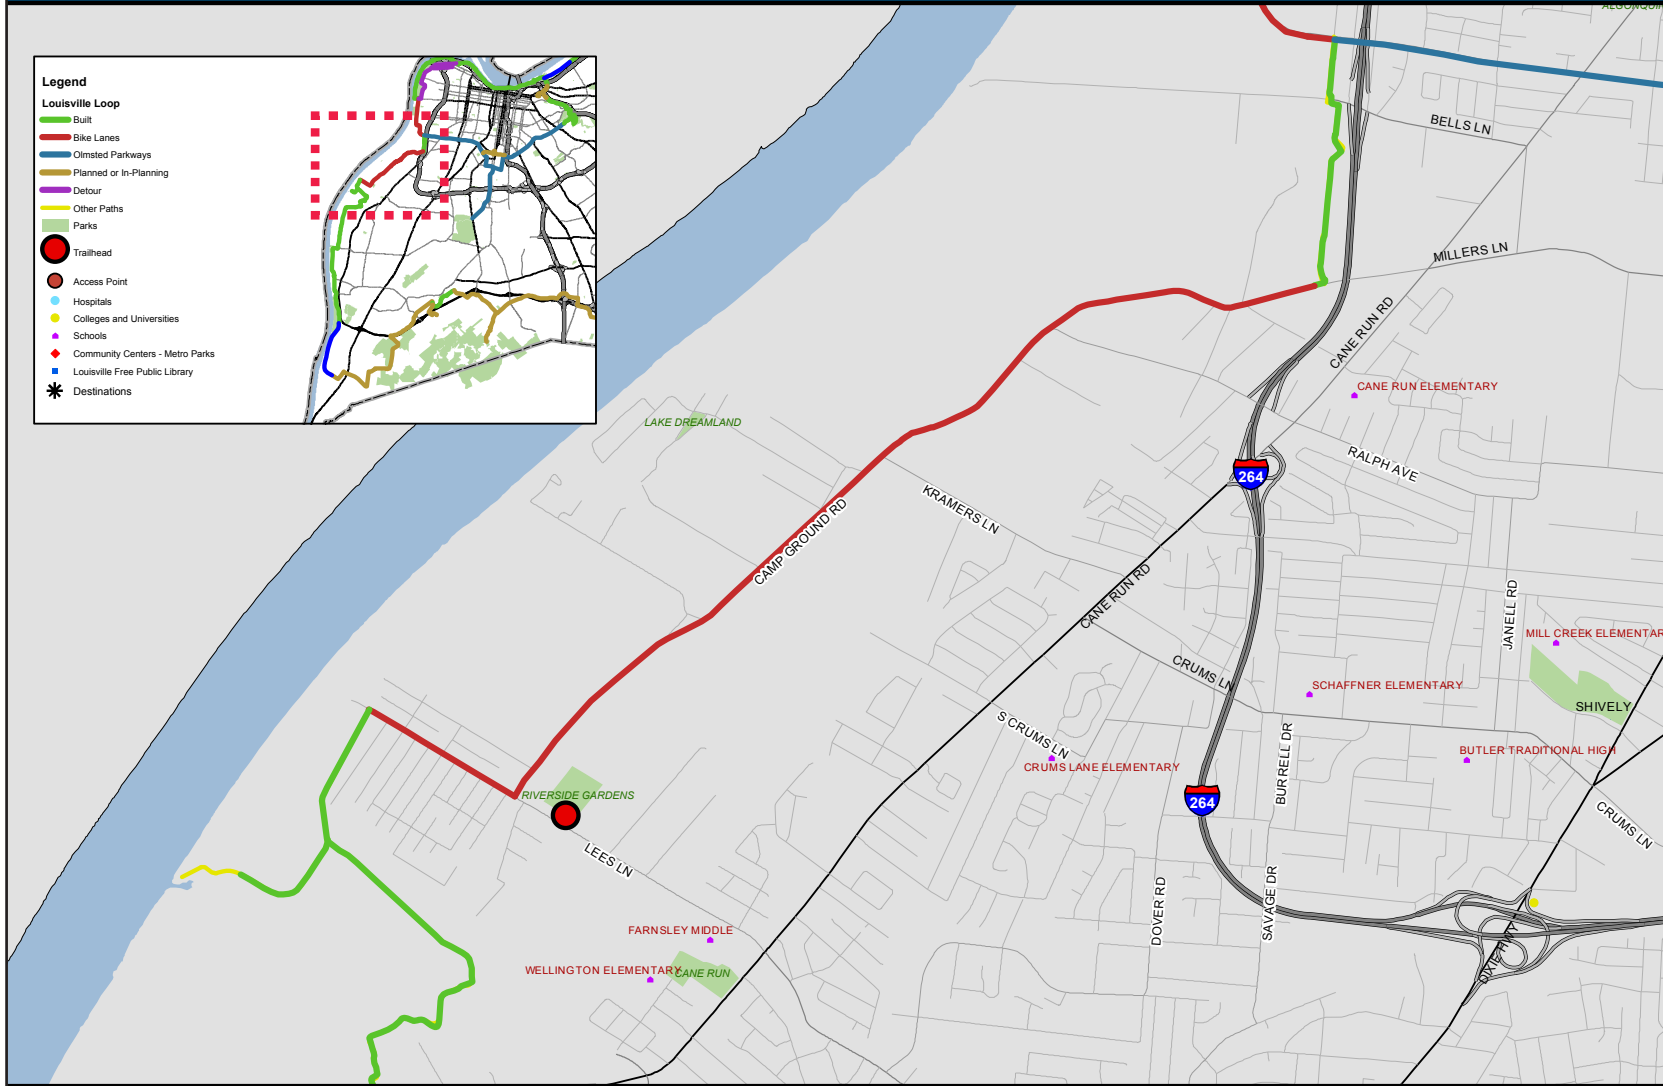 ALGONQUIN
Legend
Louisville Loop
Built
Bike Lanes
Olmsted Parkways
Planned or In-Planning
Detour
Other Paths
Parks
Trailhead
Access Point
Hospitals
Colleges and Universities
Schools
Community Centers - Metro Parks
Louisville Free Public Library
Destinations
BELLS LN
MILLERS LN
CANE RUN RD
CANE RUN ELEMENTARY
LAKE DREAMLAND
RALPH AVE
264
KRAMERS LN
CAMP GROUND RD
CANE RUN RD
JANELL RD
MILL CREEK ELEMENTAR
CRUMS LN
SCHAFFNER ELEMENTARY
SHIVELY
S CRUMS LN
BURRELL DR
BUTLER TRADITIONAL HIGH
CRUMS LANE ELEMENTARY
RIVERSIDE GARDENS
264
CRUMS LN
LEES LN
DOVER RD
SAVAGE DR
FARNSLEY MIDDLE
DIXIE HWY
WELLINGTON ELEMENTARY
CANE RUN